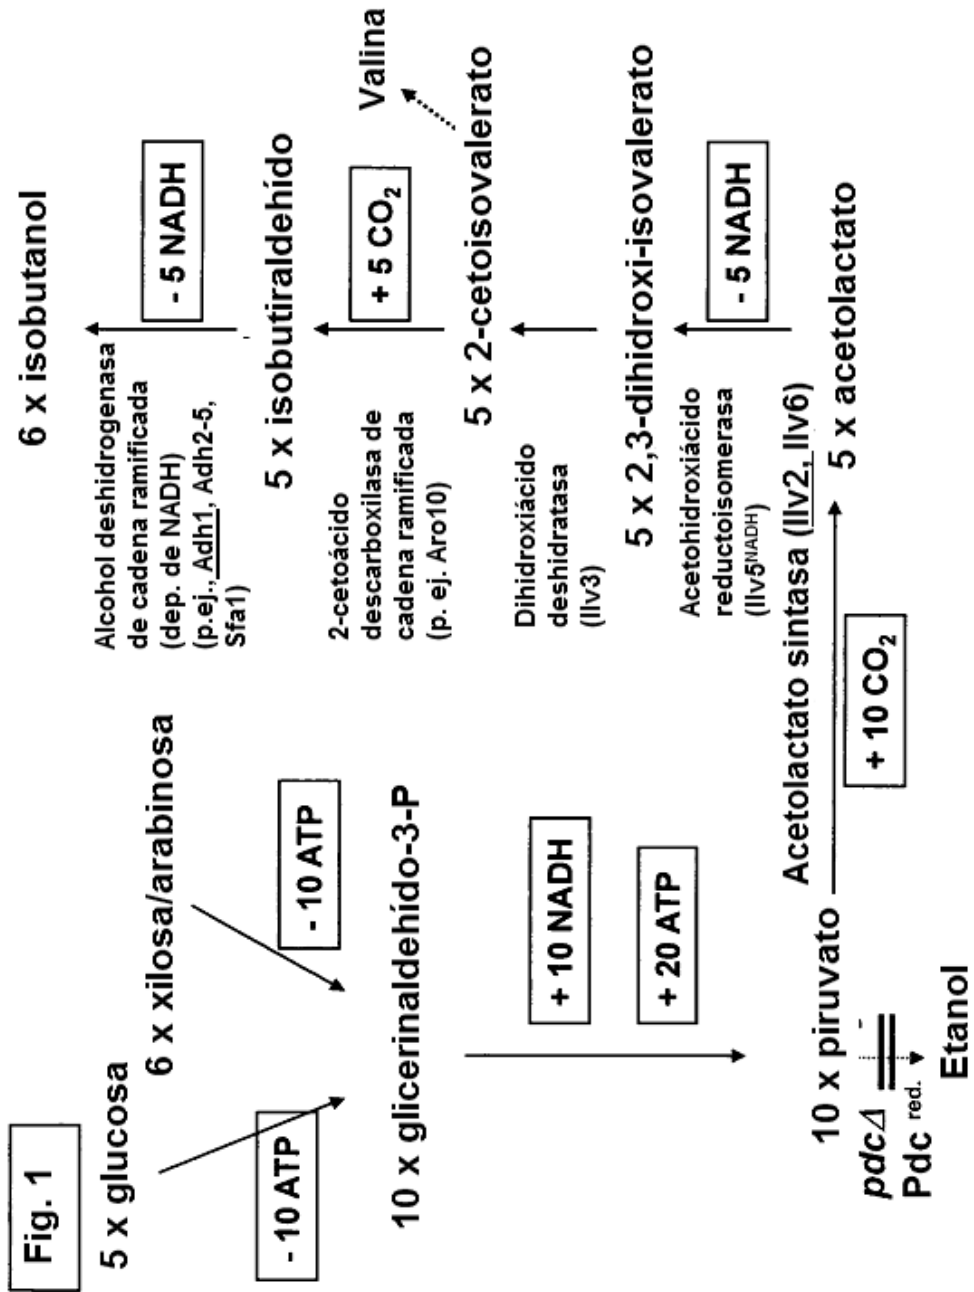 Fig. 1
5 x glucosa
6 x xilosa/arabinosa
- 10 ATP
- 10 ATP
10 x glicerinaldehído-3-P
+ 10 NADH
+ 20 ATP
10 x piruvato
pdcΔ
Pdc red.
Etanol
Acetolactato sintasa (Ilv2, Ilv6)
+ 10 CO₂
5 x acetolactato
Acetohidroxiácido
reductoisomerasa
(Ilv5ᴺᴬᴰᴴ)
- 5 NADH
5 x 2,3-dihidroxi-isovalerato
Dihidroxiácido
deshidratasa
(Ilv3)
5 x 2-cetoisovalerato
Valina
2-cetoácido
descarboxilasa de
cadena ramificada
(p. ej. Aro10)
+ 5 CO₂
5 x isobutiraldehído
Alcohol deshidrogenasa
de cadena ramificada
(dep. de NADH)
(p.ej., Adh1, Adh2-5,
Sfa1)
- 5 NADH
6 x isobutanol